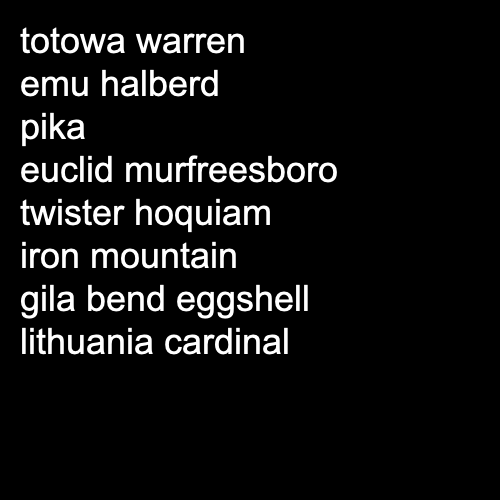 totowa warren
emu halberd
pika
euclid murfreesboro
twister hoquiam
iron mountain
gila bend eggshell
lithuania cardinal